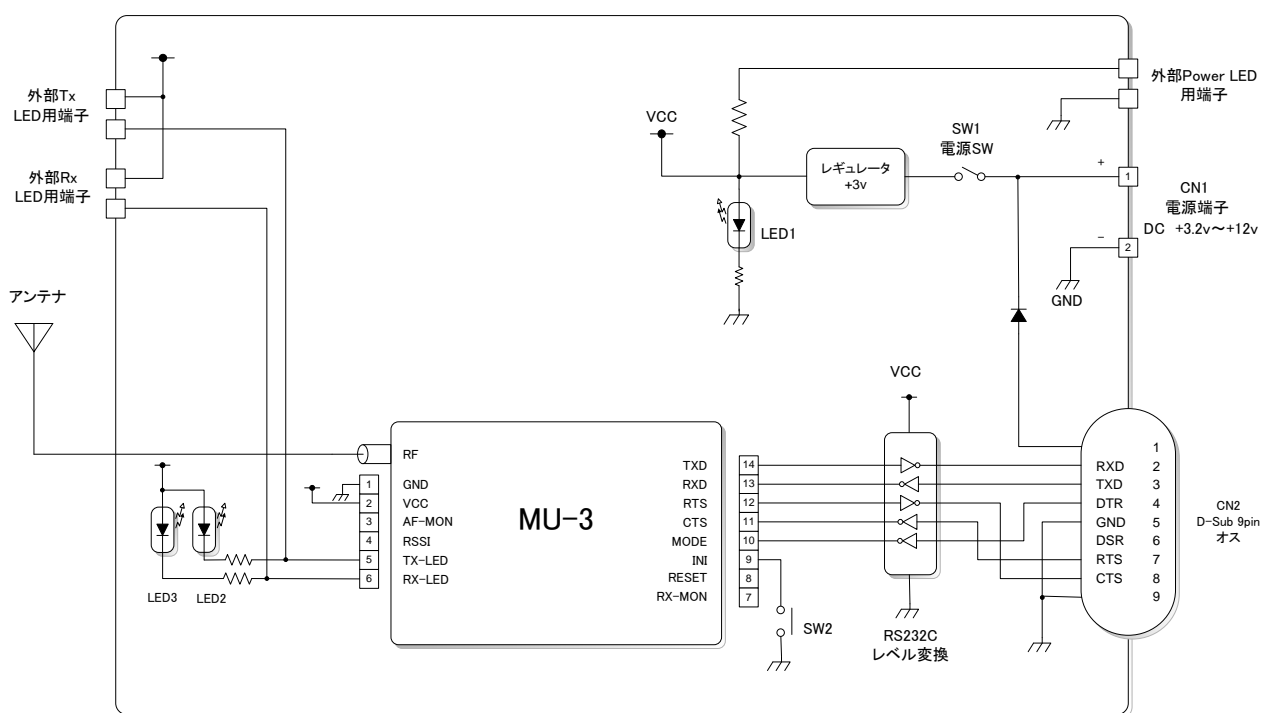 外部Tx
LED用端子
外部Rx
LED用端子
アンテナ
外部Power LED
用端子
VCC
SW1
電源SW
レギュレータ
+3v
LED1
+
1
CN1
電源端子
DC +3.2v～+12v
−
2
GND
VCC
RF
1 GND
2 VCC
3 AF-MON
4 RSSI
5 TX-LED
6 RX-LED
LED3 LED2
MU-3
TXD 14
RXD 13
RTS 12
CTS 11
MODE 10
INI 9
RESET 8
RX-MON 7
SW2
RS232C
レベル変換
1
RXD 2
TXD 3
DTR 4
GND 5
DSR 6
RTS 7
CTS 8
9
CN2
D-Sub 9pin
オス